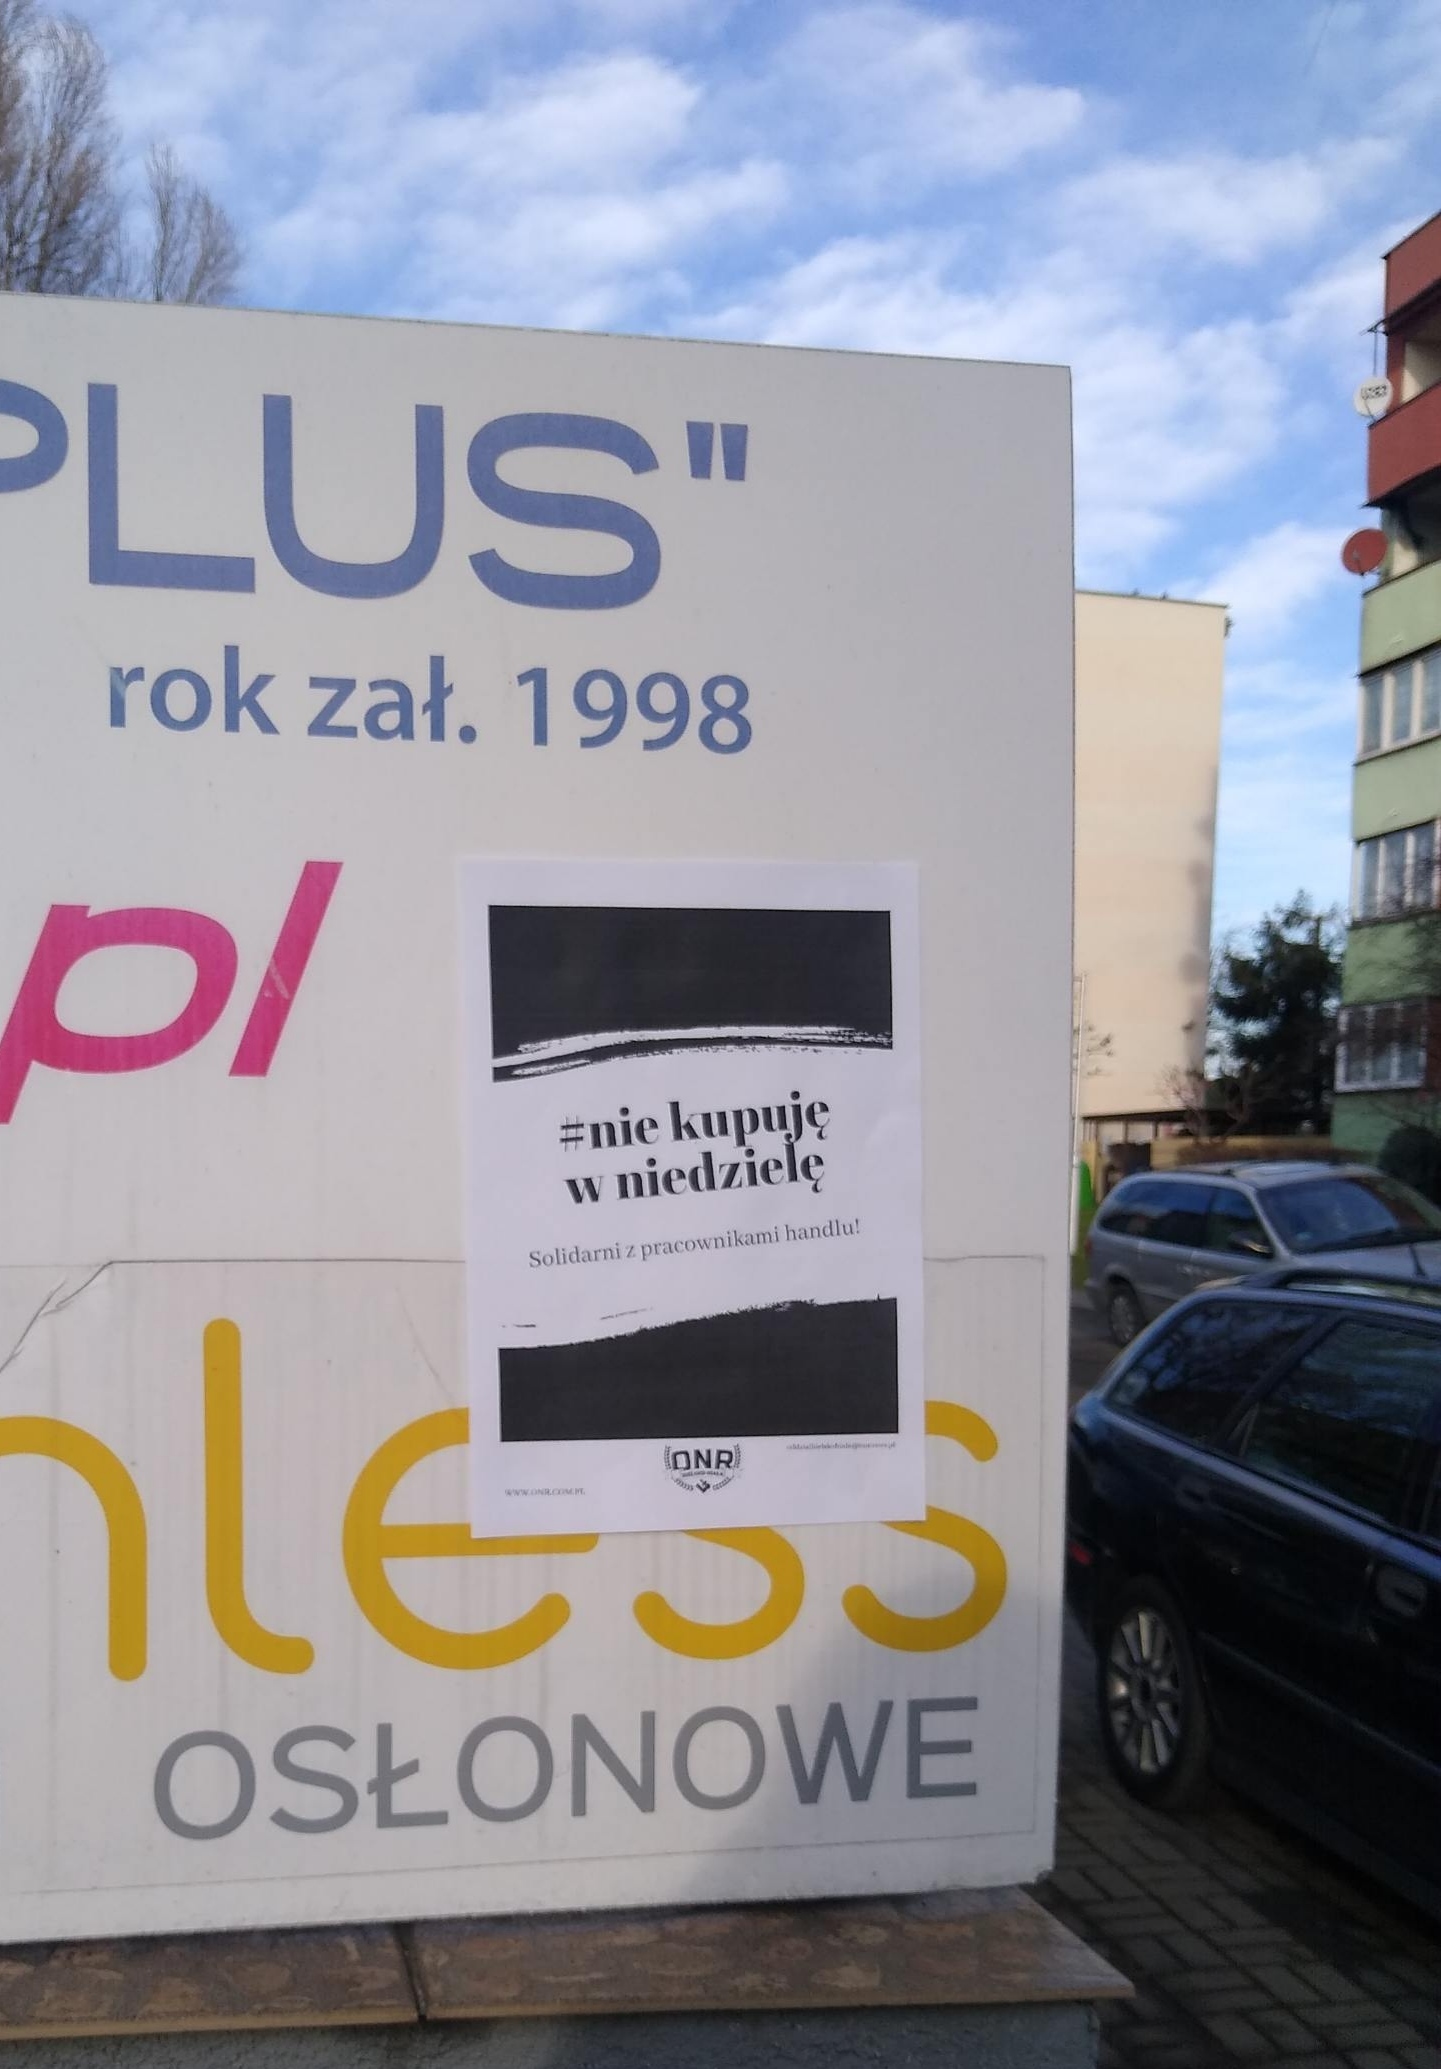 PLUS"
rok zał. 1998
pl
#nie kupuję
w niedzielę
Solidarni z pracownikami handlu!
ONR
WWW.ONR.COM.PL
nless
OSŁONOWE